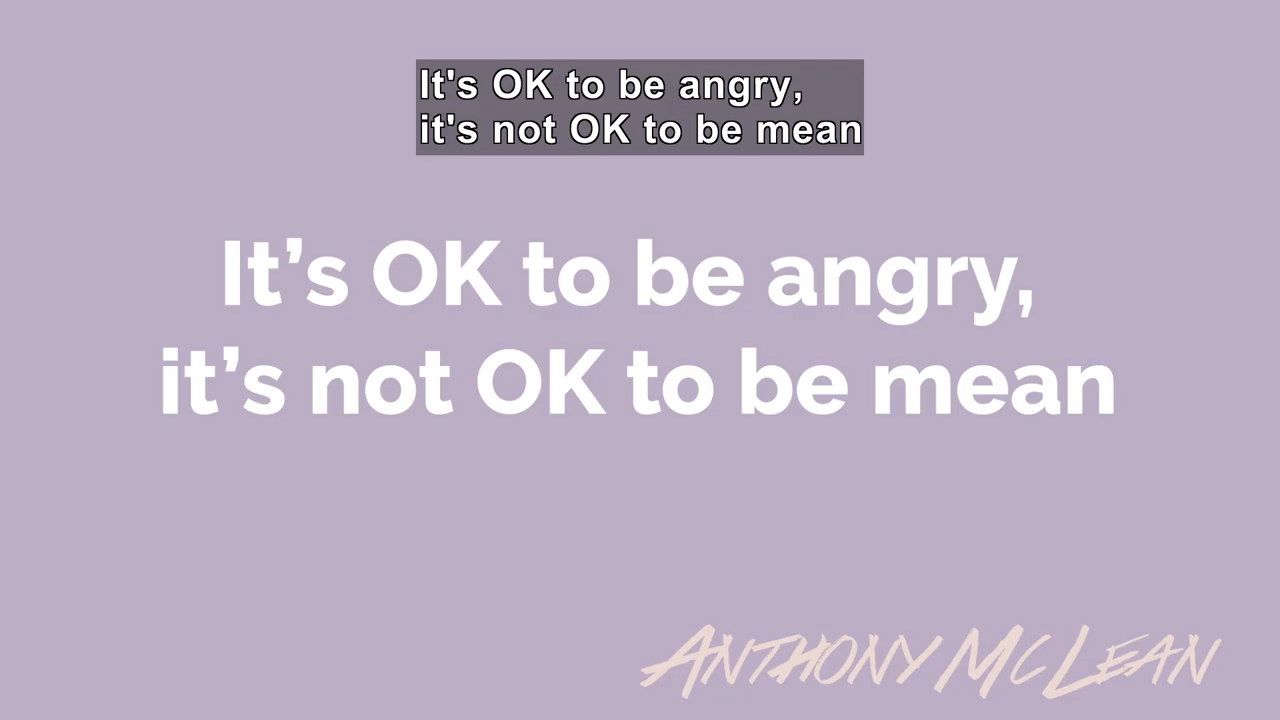 It's OK to be angry,
it's not OK to be mean
It’s OK to be angry,
it’s not OK to be mean
ANTHONY MCLEAN